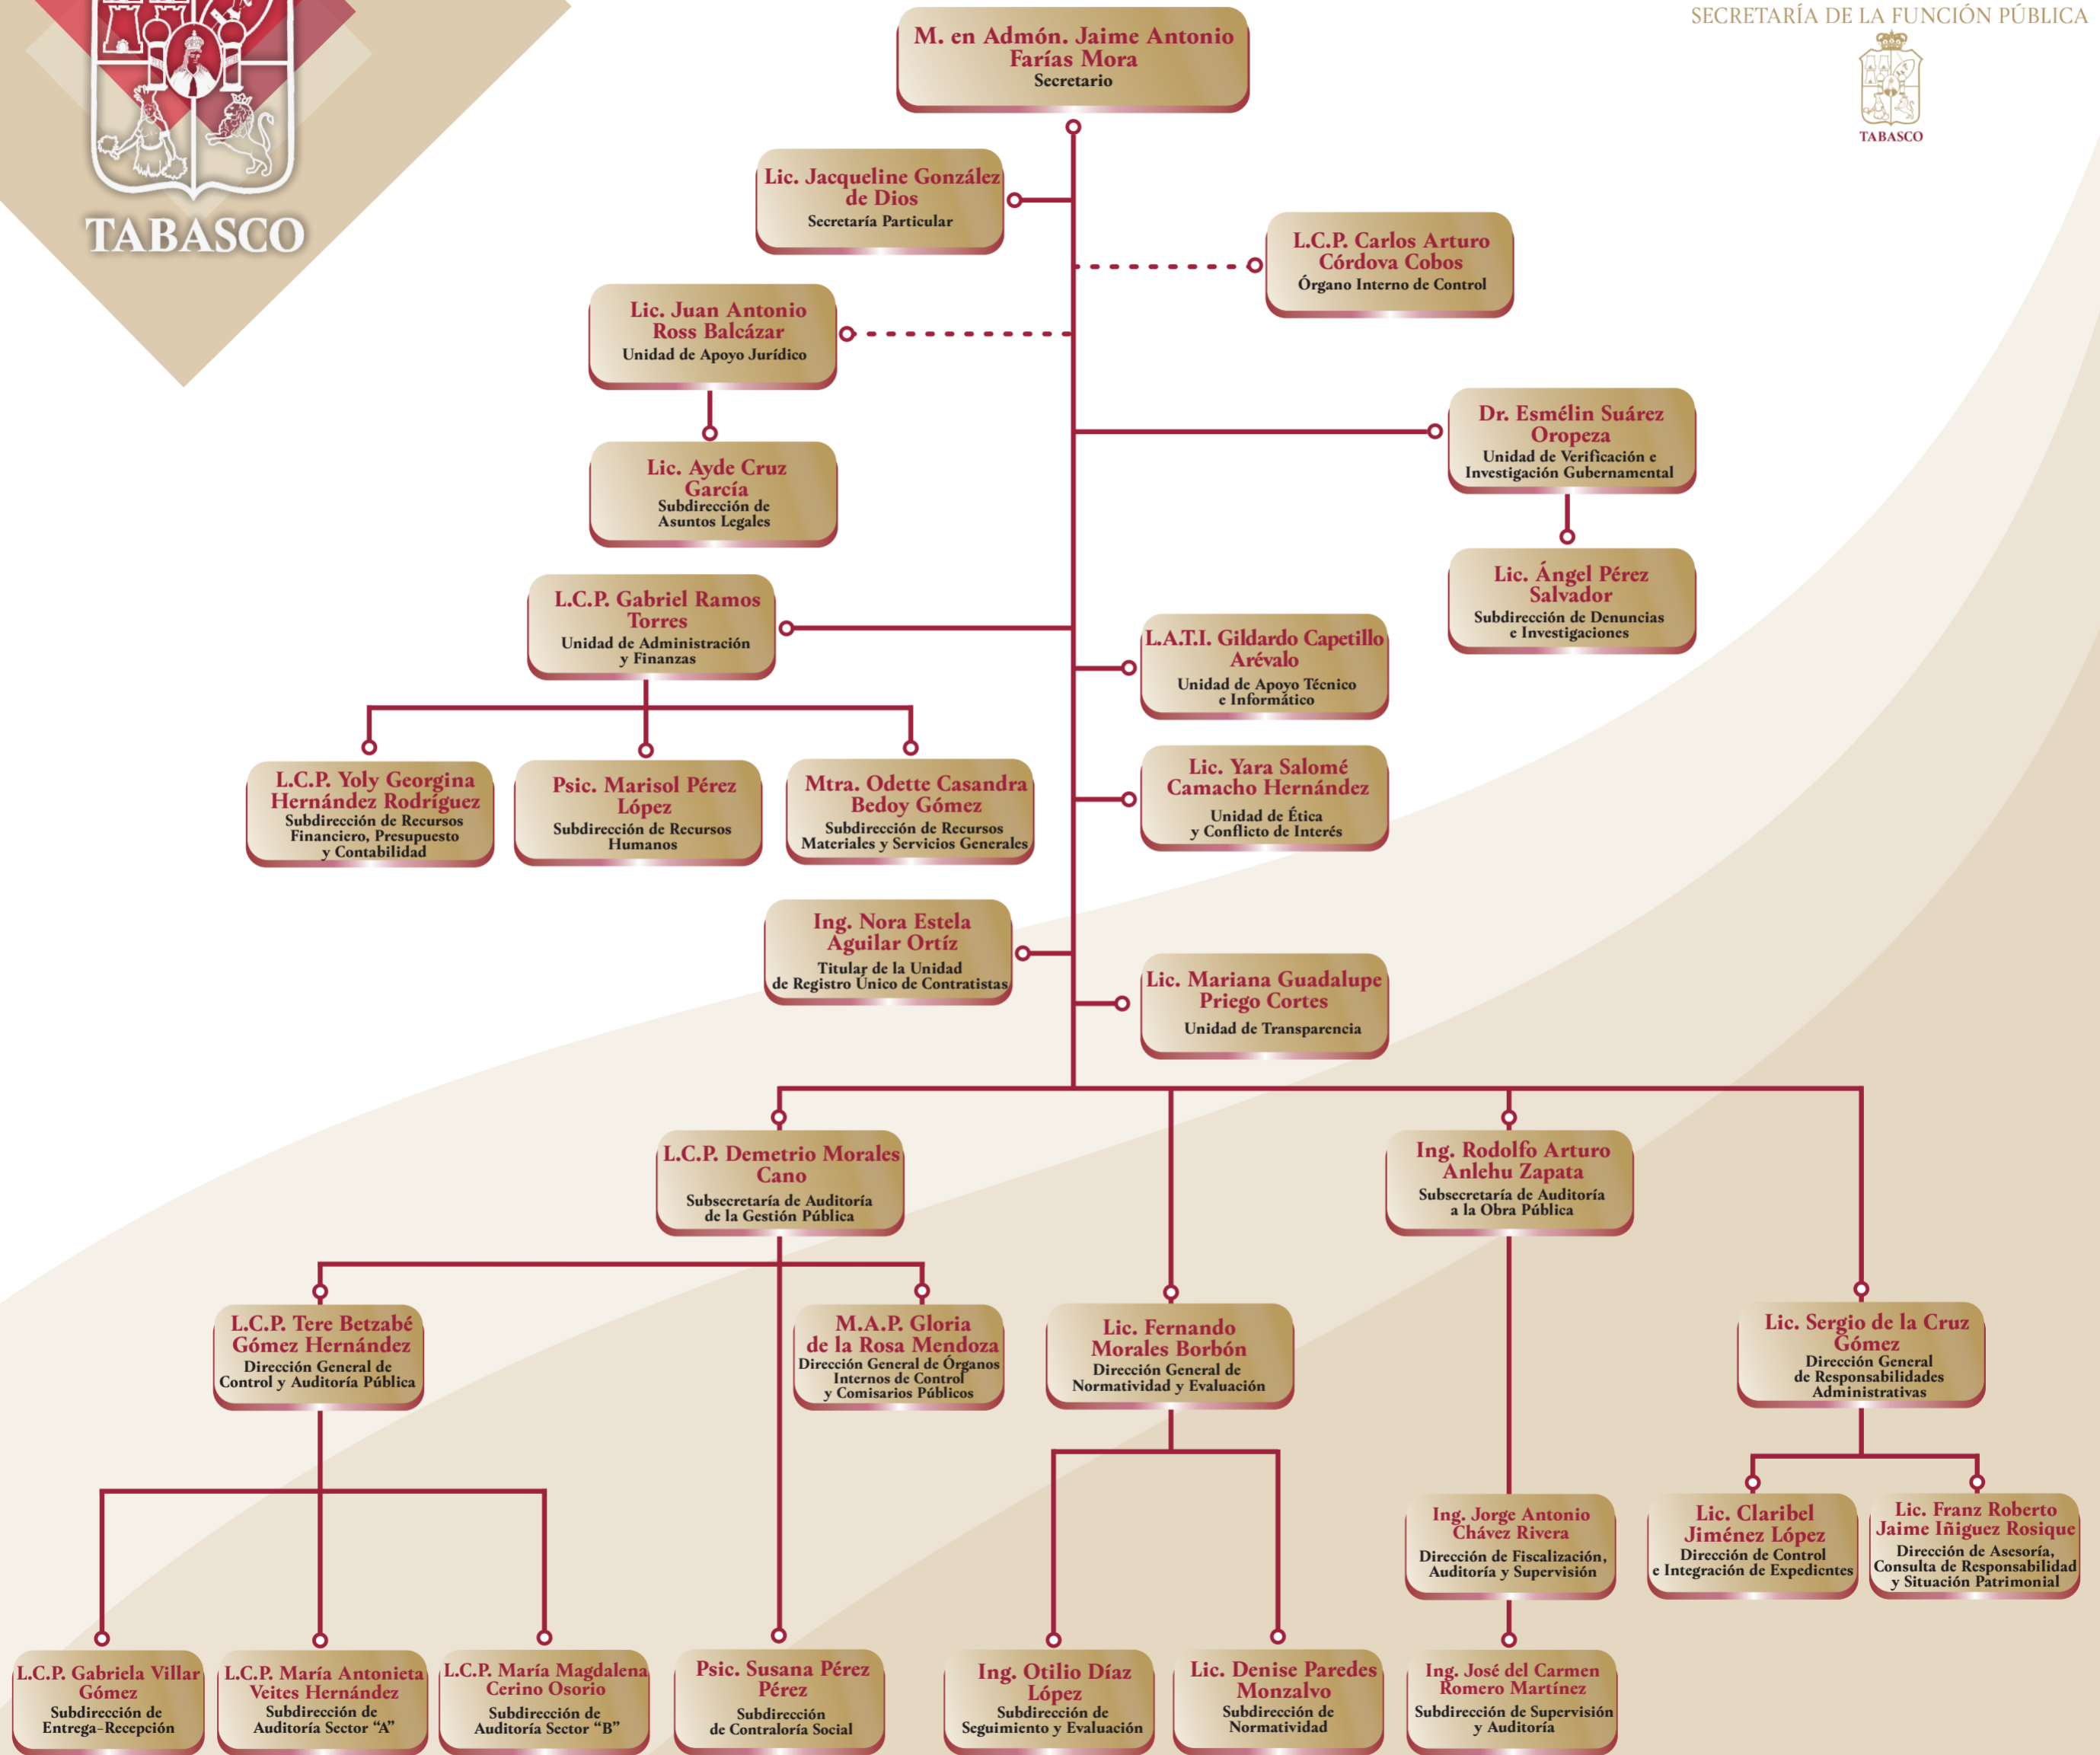 SECRETARÍA DE LA FUNCIÓN PÚBLICA
TABASCO
TABASCO
M. en Admón. Jaime Antonio
Farías Mora
Secretario
Lic. Jacqueline González
de Dios
Secretaría Particular
L.C.P. Carlos Arturo
Córdova Cobos
Órgano Interno de Control
Lic. Juan Antonio
Ross Balcázar
Unidad de Apoyo Jurídico
Dr. Esmélin Suárez
Oropeza
Unidad de Verificación e
Investigación Gubernamental
Lic. Ayde Cruz
García
Subdirección de
Asuntos Legales
Lic. Ángel Pérez
Salvador
Subdirección de Denuncias
e Investigaciones
L.C.P. Gabriel Ramos
Torres
Unidad de Administración
y Finanzas
L.A.T.I. Gildardo Capetillo
Arévalo
Unidad de Apoyo Técnico
e Informático
L.C.P. Yoly Georgina
Hernández Rodríguez
Subdirección de Recursos
Financiero, Presupuesto
y Contabilidad
Psic. Marisol Pérez
López
Subdirección de Recursos
Humanos
Mtra. Odette Casandra
Bedoy Gómez
Subdirección de Recursos
Materiales y Servicios Generales
Lic. Yara Salomé
Camacho Hernández
Unidad de Ética
y Conflicto de Interés
Ing. Nora Estela
Aguilar Ortíz
Titular de la Unidad
de Registro Único de Contratistas
Lic. Mariana Guadalupe
Priego Cortes
Unidad de Transparencia
L.C.P. Demetrio Morales
Cano
Subsecretaría de Auditoría
de la Gestión Pública
Ing. Rodolfo Arturo
Anlehu Zapata
Subsecretaría de Auditoría
a la Obra Pública
L.C.P. Tere Betzabé
Gómez Hernández
Dirección General de
Control y Auditoría Pública
M.A.P. Gloria
de la Rosa Mendoza
Dirección General de Órganos
Internos de Control
y Comisarios Públicos
Lic. Fernando
Morales Borbón
Dirección General de
Normatividad y Evaluación
Lic. Sergio de la Cruz
Gómez
Dirección General
de Responsabilidades
Administrativas
Ing. Jorge Antonio
Chávez Rivera
Dirección de Fiscalización,
Auditoría y Supervisión
Lic. Claribel
Jiménez López
Dirección de Control
e Integración de Expedientes
Lic. Franz Roberto
Jaime Iñiguez Rosique
Dirección de Asesoría,
Consulta de Responsabilidad
y Situación Patrimonial
L.C.P. Gabriela Villar
Gómez
Subdirección de
Entrega-Recepción
L.C.P. María Antonieta
Veites Hernández
Subdirección de
Auditoría Sector “A”
L.C.P. María Magdalena
Cerino Osorio
Subdirección de
Auditoría Sector “B”
Psic. Susana Pérez
Pérez
Subdirección
de Contraloría Social
Ing. Otilio Díaz
López
Subdirección de
Seguimiento y Evaluación
Lic. Denise Paredes
Monzalvo
Subdirección de
Normatividad
Ing. José del Carmen
Romero Martínez
Subdirección de Supervisión
y Auditoría